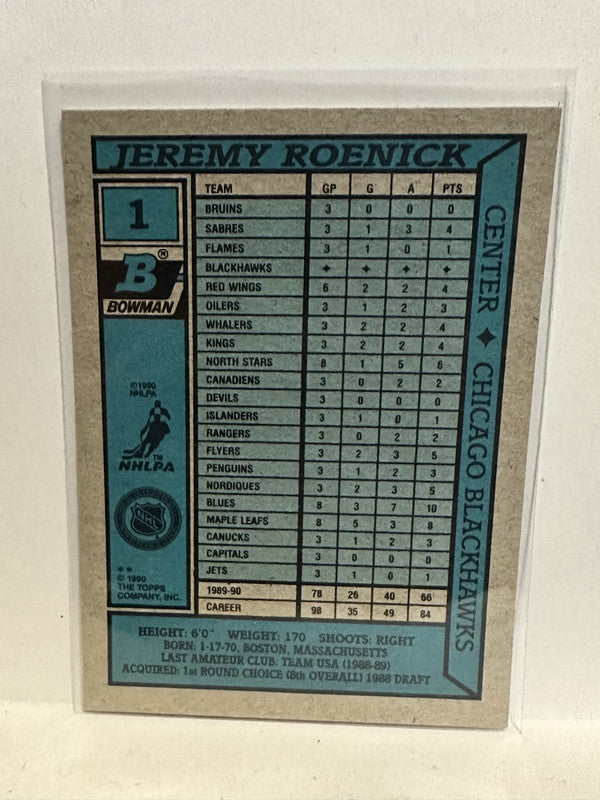 JEREMY ROENICK
1
B®
BOWMAN
©1990
NHLPA
TM
NHLPA
NHL
**
© 1990
THE TOPPS
COMPANY, INC.
TEAM GP G A PTS
BRUINS 3 0 0 0
SABRES 3 1 3 4
FLAMES 3 1 0 1
BLACKHAWKS ✦ ✦ ✦ ✦
RED WINGS 6 2 2 4
OILERS 3 1 2 3
WHALERS 3 2 2 4
KINGS 3 2 2 4
NORTH STARS 8 1 5 6
CANADIENS 3 0 2 2
DEVILS 3 0 0 0
ISLANDERS 3 1 0 1
RANGERS 3 0 2 2
FLYERS 3 2 3 5
PENGUINS 3 1 2 3
NORDIQUES 3 2 3 5
BLUES 8 3 7 10
MAPLE LEAFS 8 5 3 8
CANUCKS 3 1 2 3
CAPITALS 3 0 0 0
JETS 3 1 0 1
1989-90 78 26 40 66
CAREER 98 35 49 84
CENTER ✦ CHICAGO BLACKHAWKS
HEIGHT: 6'0" WEIGHT: 170 SHOOTS: RIGHT
BORN: 1-17-70, BOSTON, MASSACHUSETTS
LAST AMATEUR CLUB: TEAM USA (1988-89)
ACQUIRED: 1st ROUND CHOICE (8th OVERALL) 1988 DRAFT